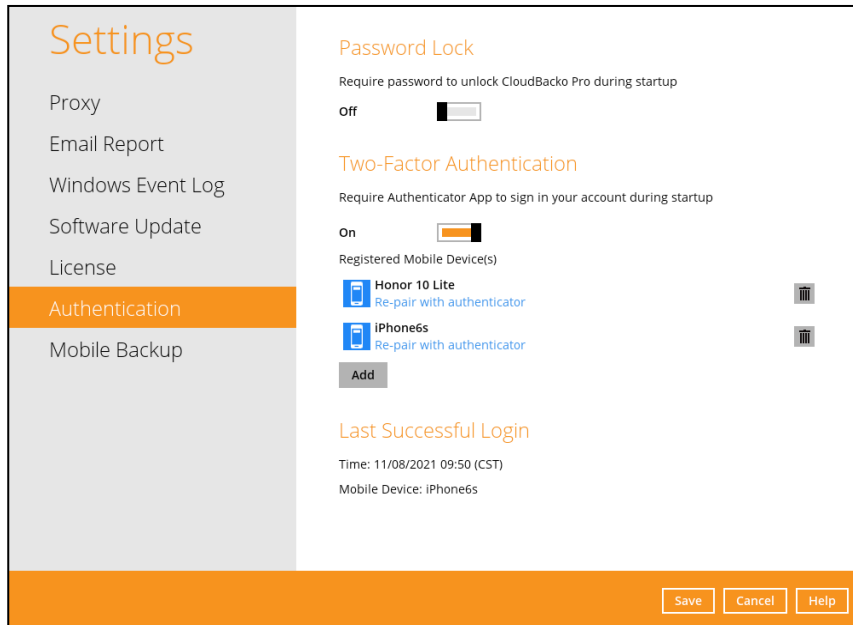 Settings
Proxy
Email Report
Windows Event Log
Software Update
License
Authentication
Mobile Backup
Password Lock
Require password to unlock CloudBacko Pro during startup
Off
Two-Factor Authentication
Require Authenticator App to sign in your account during startup
On
Registered Mobile Device(s)
Honor 10 Lite
Re-pair with authenticator
iPhone6s
Re-pair with authenticator
Add
Last Successful Login
Time: 11/08/2021 09:50 (CST)
Mobile Device: iPhone6s
Save Cancel Help